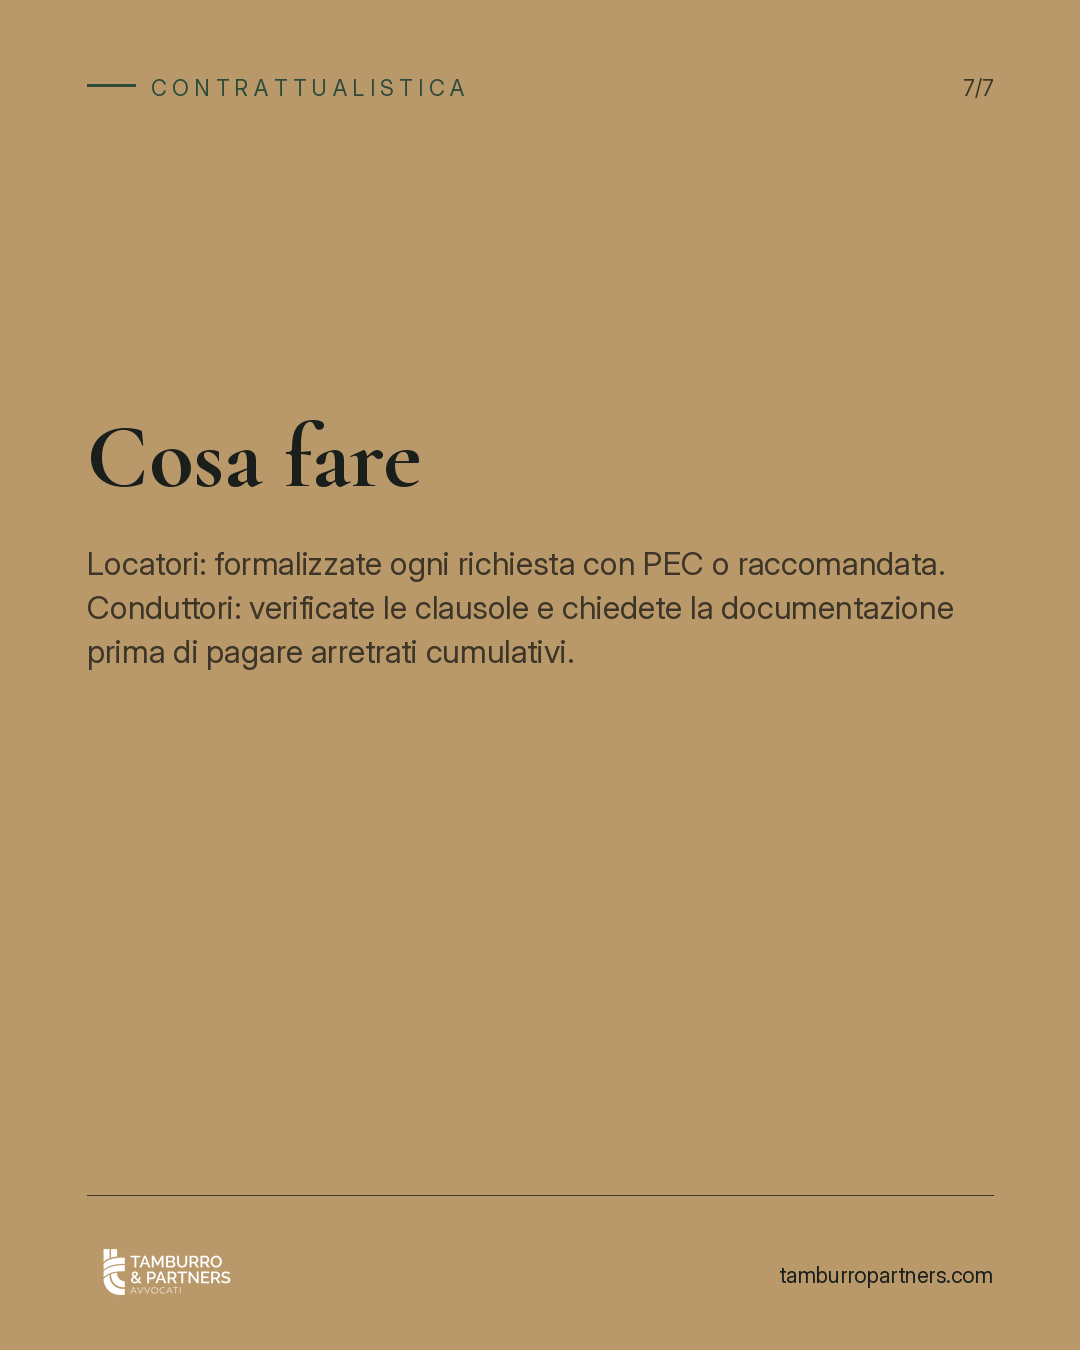 CONTRATTUALISTICA
7/7
Cosa fare
Locatori: formalizzate ogni richiesta con PEC o raccomandata.
Conduttori: verificate le clausole e chiedete la documentazione
prima di pagare arretrati cumulativi.
TAMBURRO
& PARTNERS
AVVOCATI
tamburropartners.com